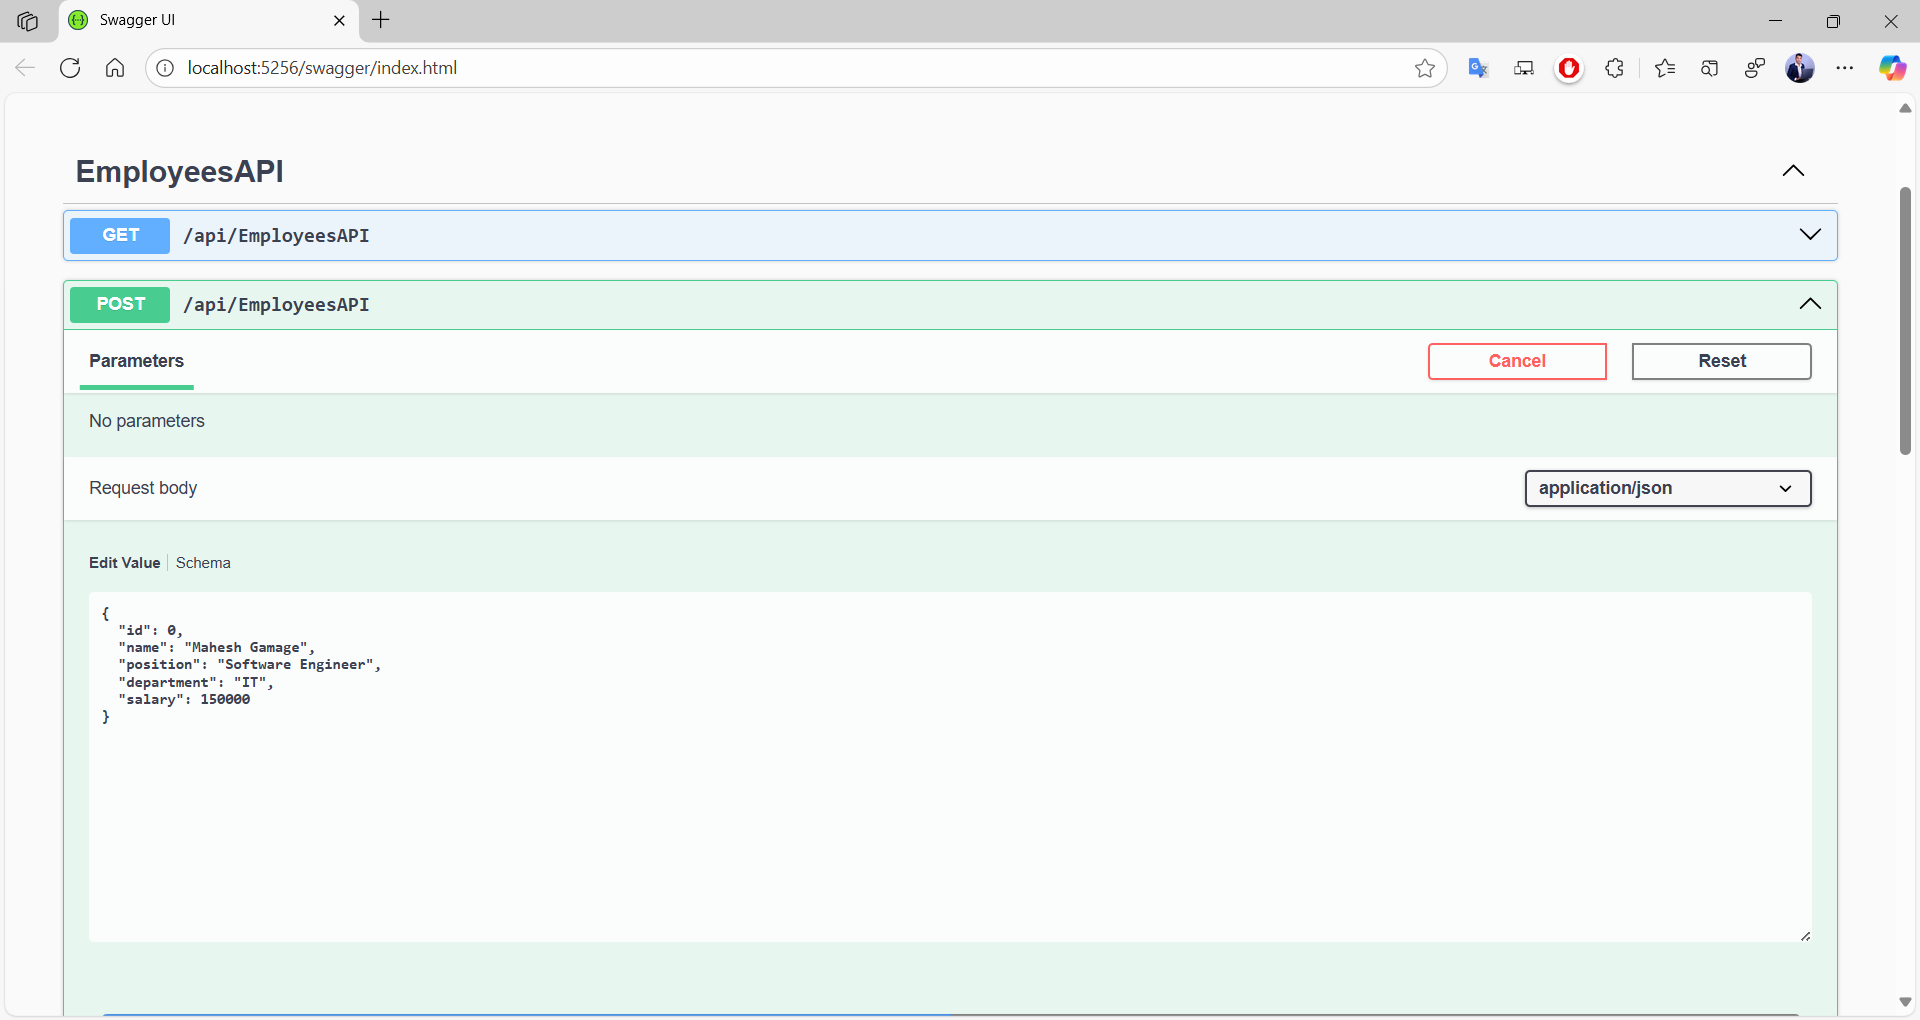 Swagger UI
localhost:5256/swagger/index.html
EmployeesAPI
GET /api/EmployeesAPI
POST /api/EmployeesAPI
Parameters
Cancel
Reset
No parameters
Request body
application/json
Edit Value
Schema
{
  "id": 0,
  "name": "Mahesh Gamage",
  "position": "Software Engineer",
  "department": "IT",
  "salary": 150000
}